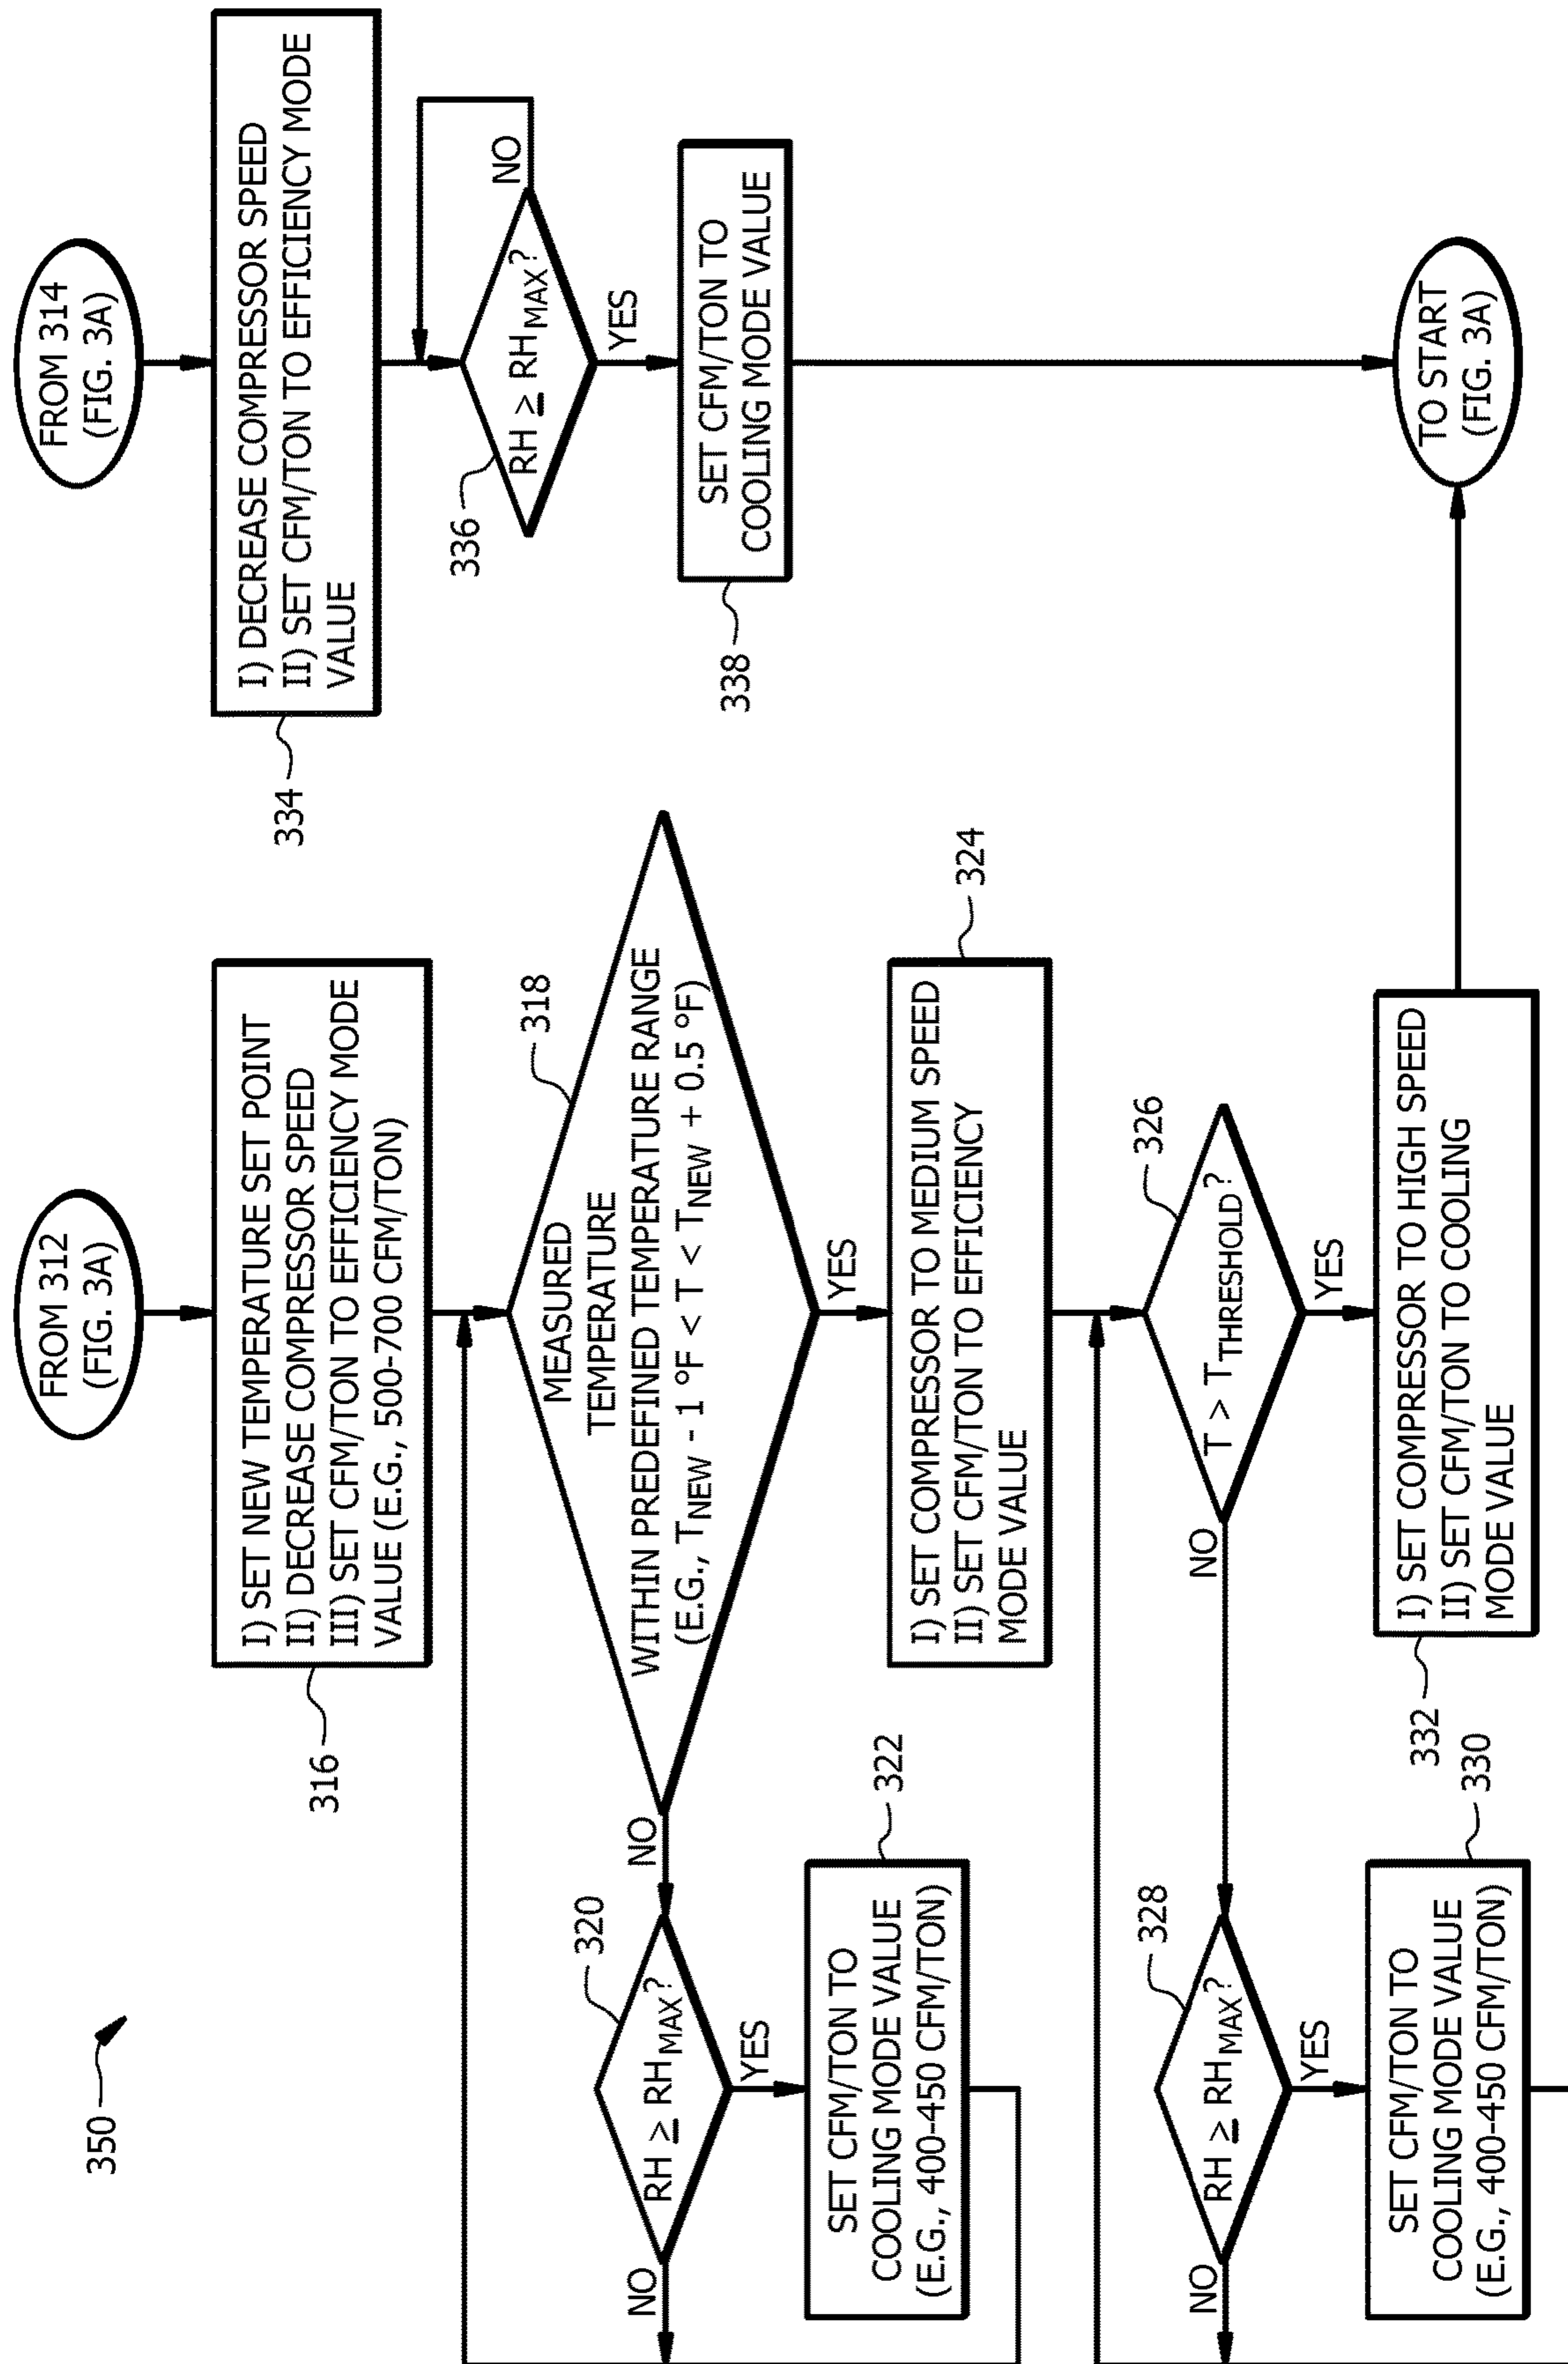 350
FROM 312
(FIG. 3A)
316
I) SET NEW TEMPERATURE SET POINT
II) DECREASE COMPRESSOR SPEED
III) SET CFM/TON TO EFFICIENCY MODE
VALUE (E.G., 500-700 CFM/TON)
318
MEASURED
TEMPERATURE
WITHIN PREDEFINED TEMPERATURE RANGE
(E.G., TNEW - 1 °F < T < TNEW + 0.5 °F)
NO
YES
320
RH ≥ RHMAX?
NO
YES
322
SET CFM/TON TO
COOLING MODE VALUE
(E.G., 400-450 CFM/TON)
324
I) SET COMPRESSOR TO MEDIUM SPEED
II) SET CFM/TON TO EFFICIENCY
MODE VALUE
326
T > TTHRESHOLD?
NO
YES
328
RH ≥ RHMAX?
NO
YES
330
SET CFM/TON TO
COOLING MODE VALUE
(E.G., 400-450 CFM/TON)
332
I) SET COMPRESSOR TO HIGH SPEED
II) SET CFM/TON TO COOLING
MODE VALUE
FROM 314
(FIG. 3A)
334
I) DECREASE COMPRESSOR SPEED
II) SET CFM/TON TO EFFICIENCY MODE
VALUE
336
RH ≥ RHMAX?
NO
YES
338
SET CFM/TON TO
COOLING MODE VALUE
TO START
(FIG. 3A)